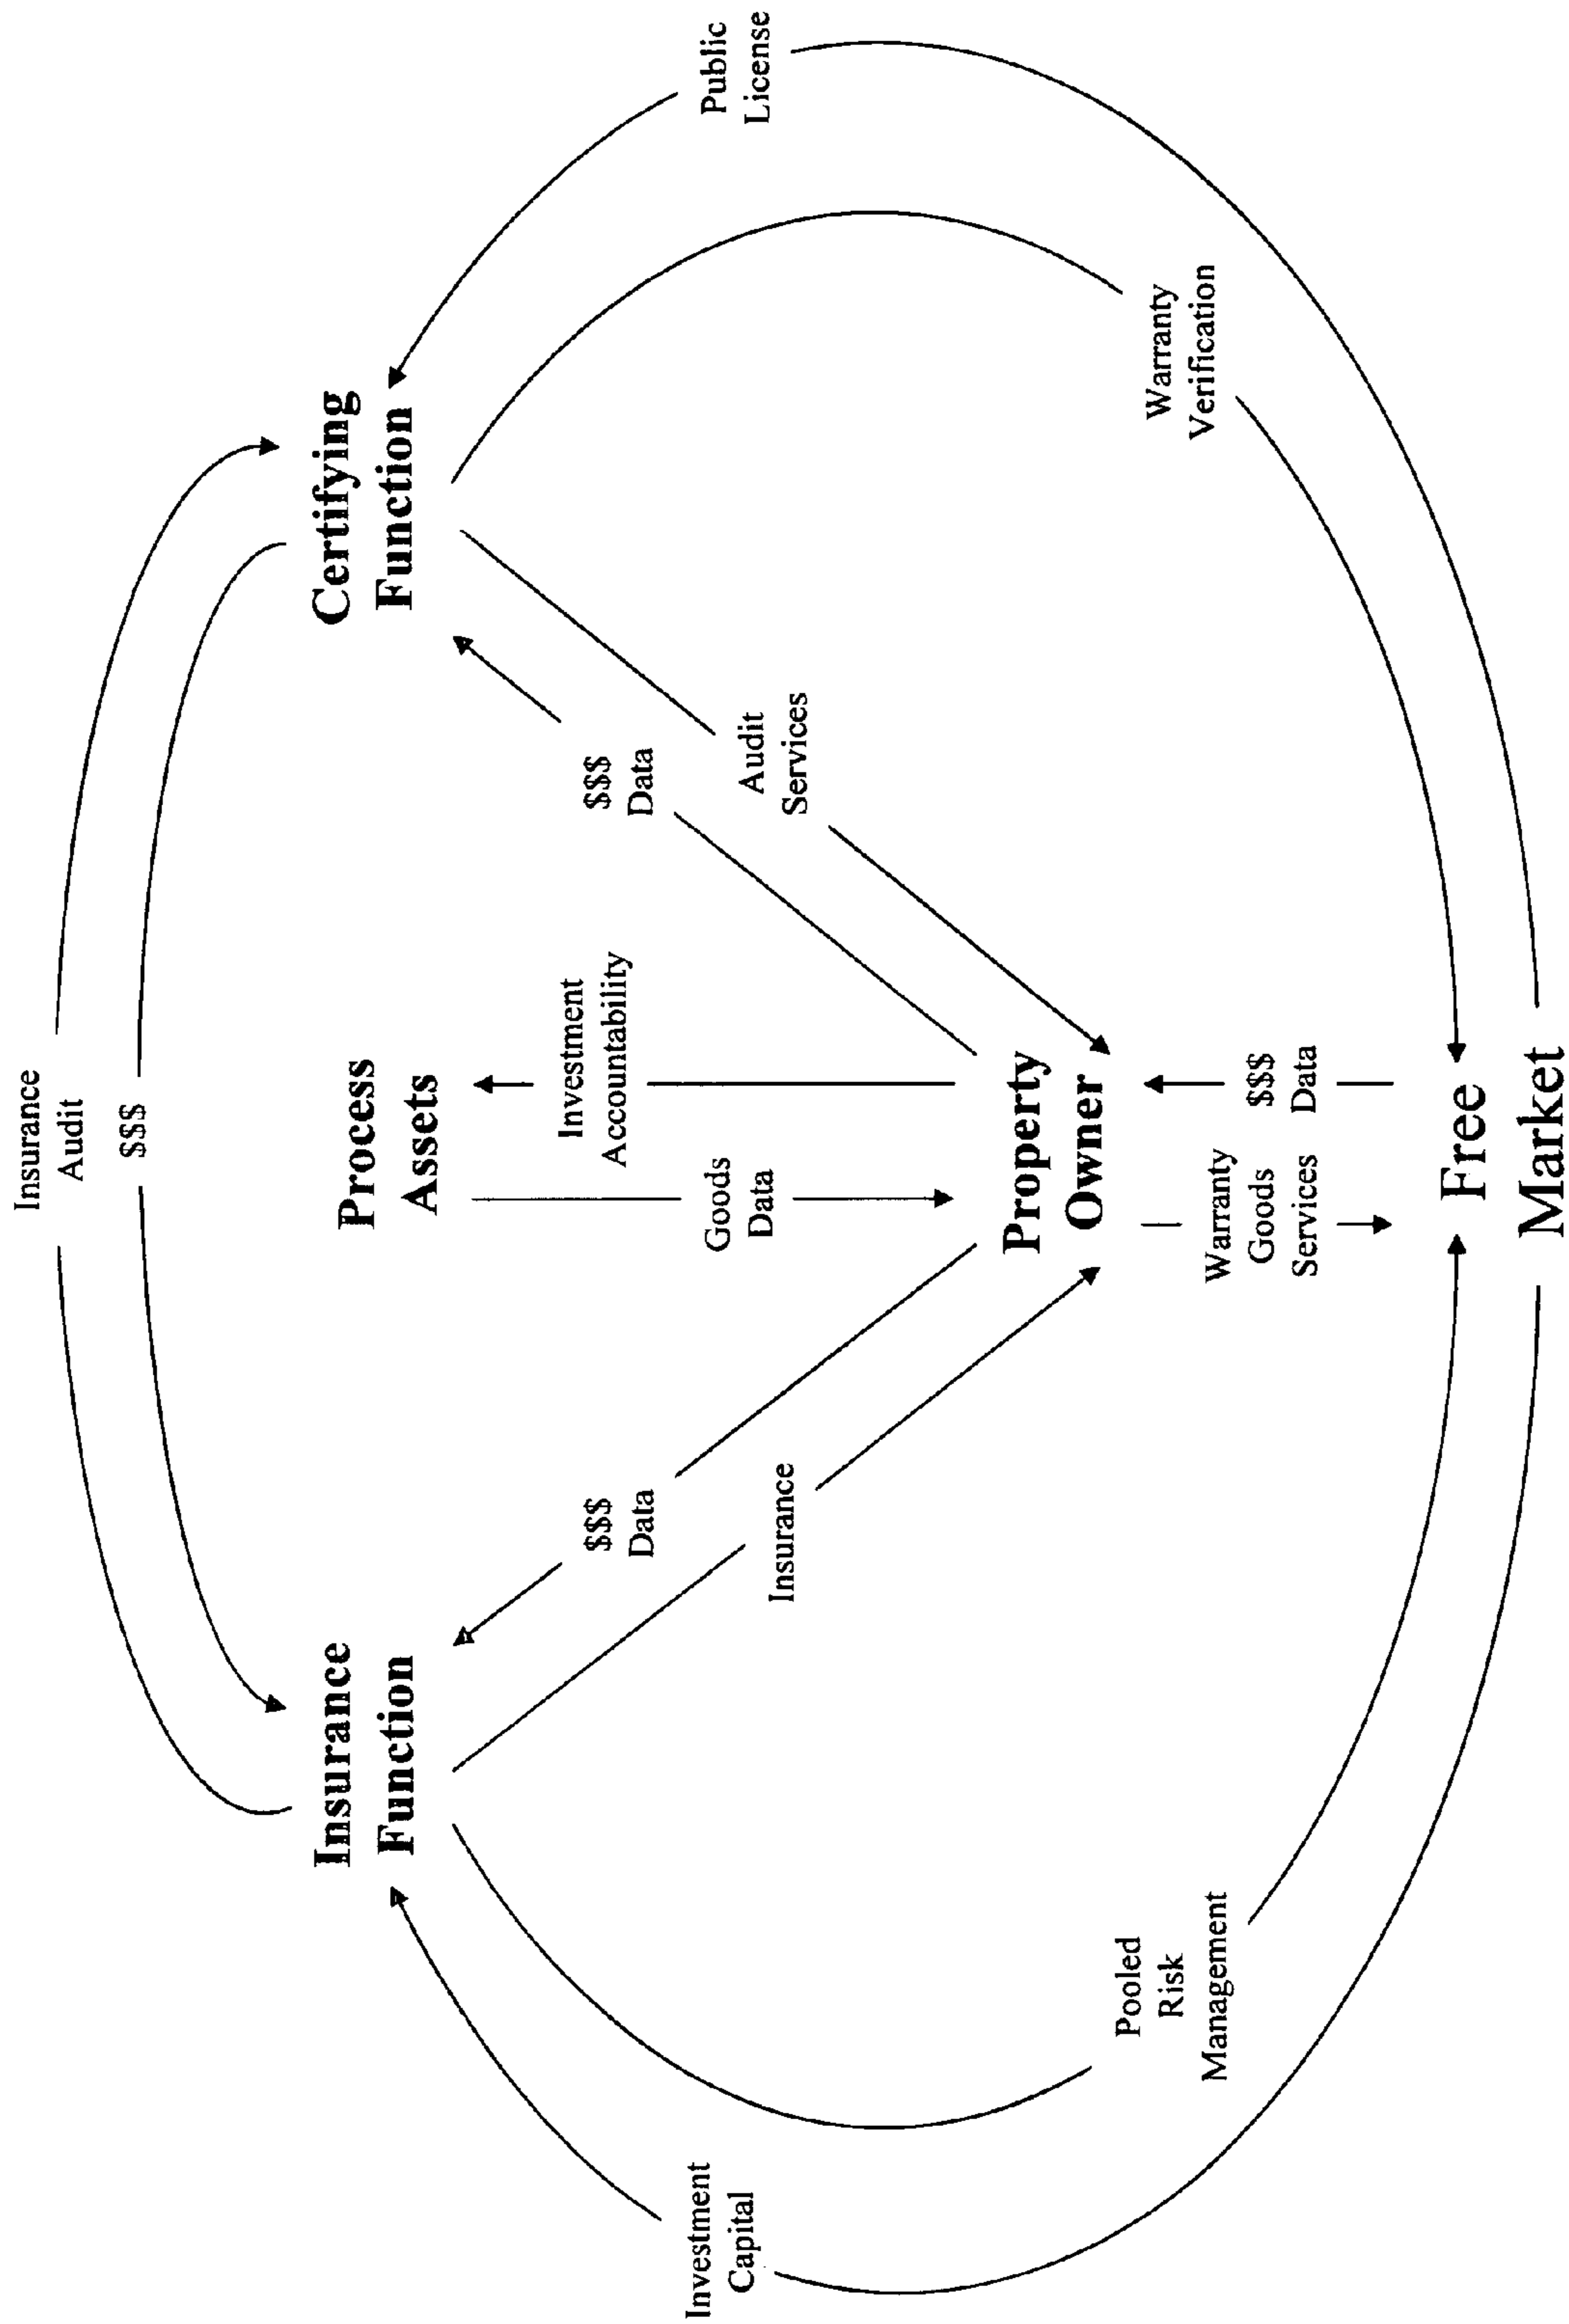 Insurance
Audit
$$$
Insurance
Function
Process
Assets
Certifying
Function
$$$
Data
Insurance
Goods
Data
Investment
Accountability
$$$
Data
Audit
Services
Investment
Capital
Public
License
Property
Owner
Pooled
Risk
Management
Warranty
Goods
Services
$$$
Data
Warranty
Verification
Free
Market